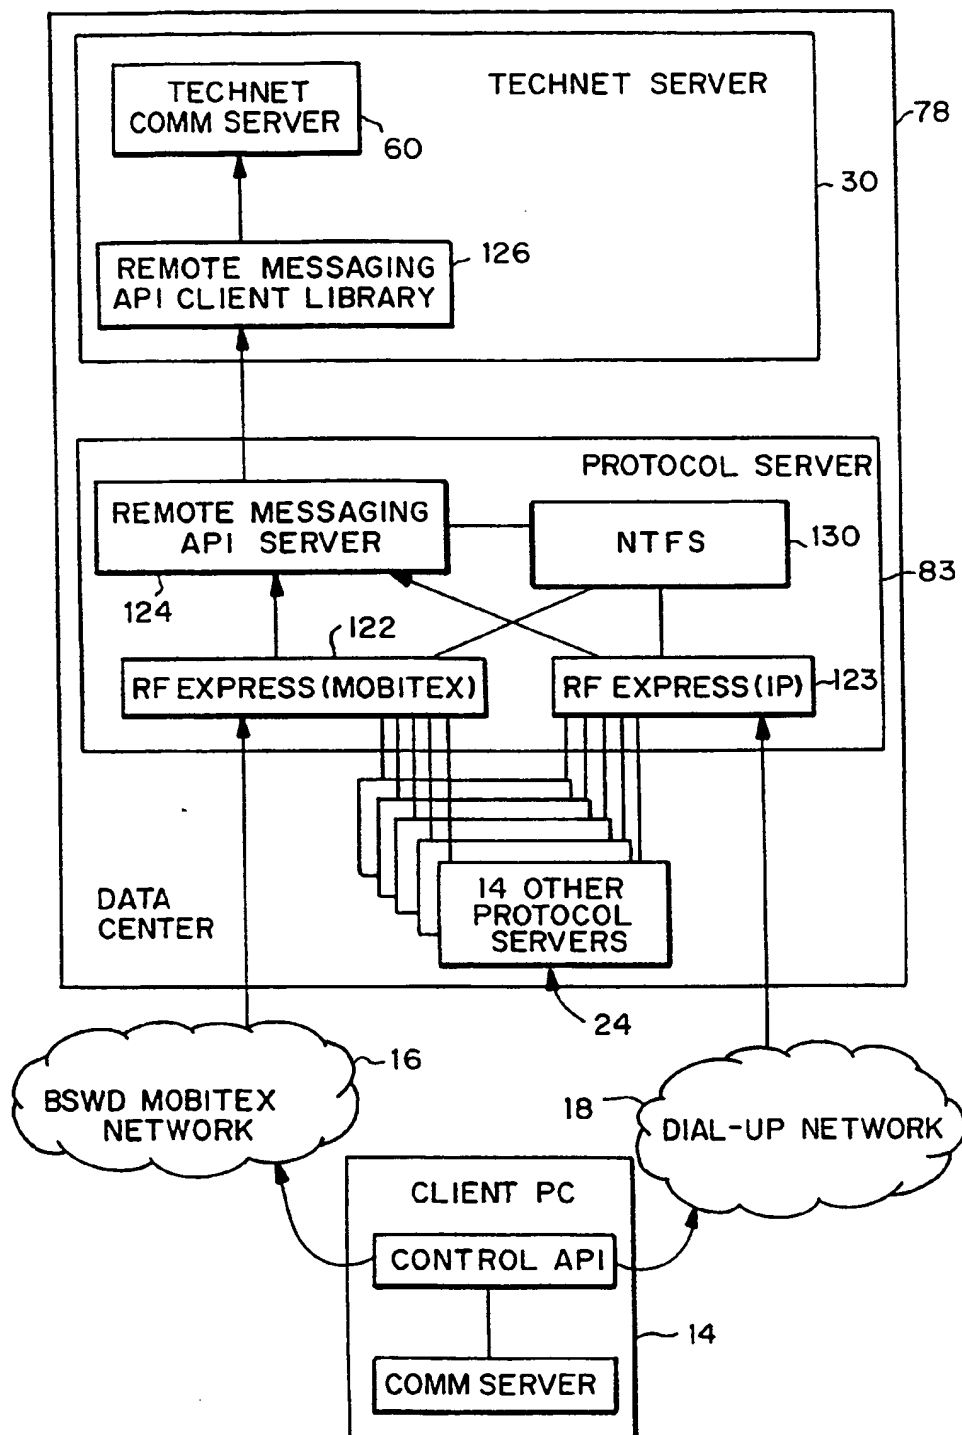 TECHNET
COMM SERVER
60
TECHNET SERVER
78
30
REMOTE MESSAGING
API CLIENT LIBRARY
126
PROTOCOL SERVER
REMOTE MESSAGING
API SERVER
124
NTFS
130
83
122
RF EXPRESS (MOBITEX)
RF EXPRESS (IP)
123
14 OTHER
PROTOCOL
SERVERS
DATA
CENTER
24
16
BSWD MOBITEX
NETWORK
18
DIAL-UP NETWORK
CLIENT PC
CONTROL API
14
COMM SERVER